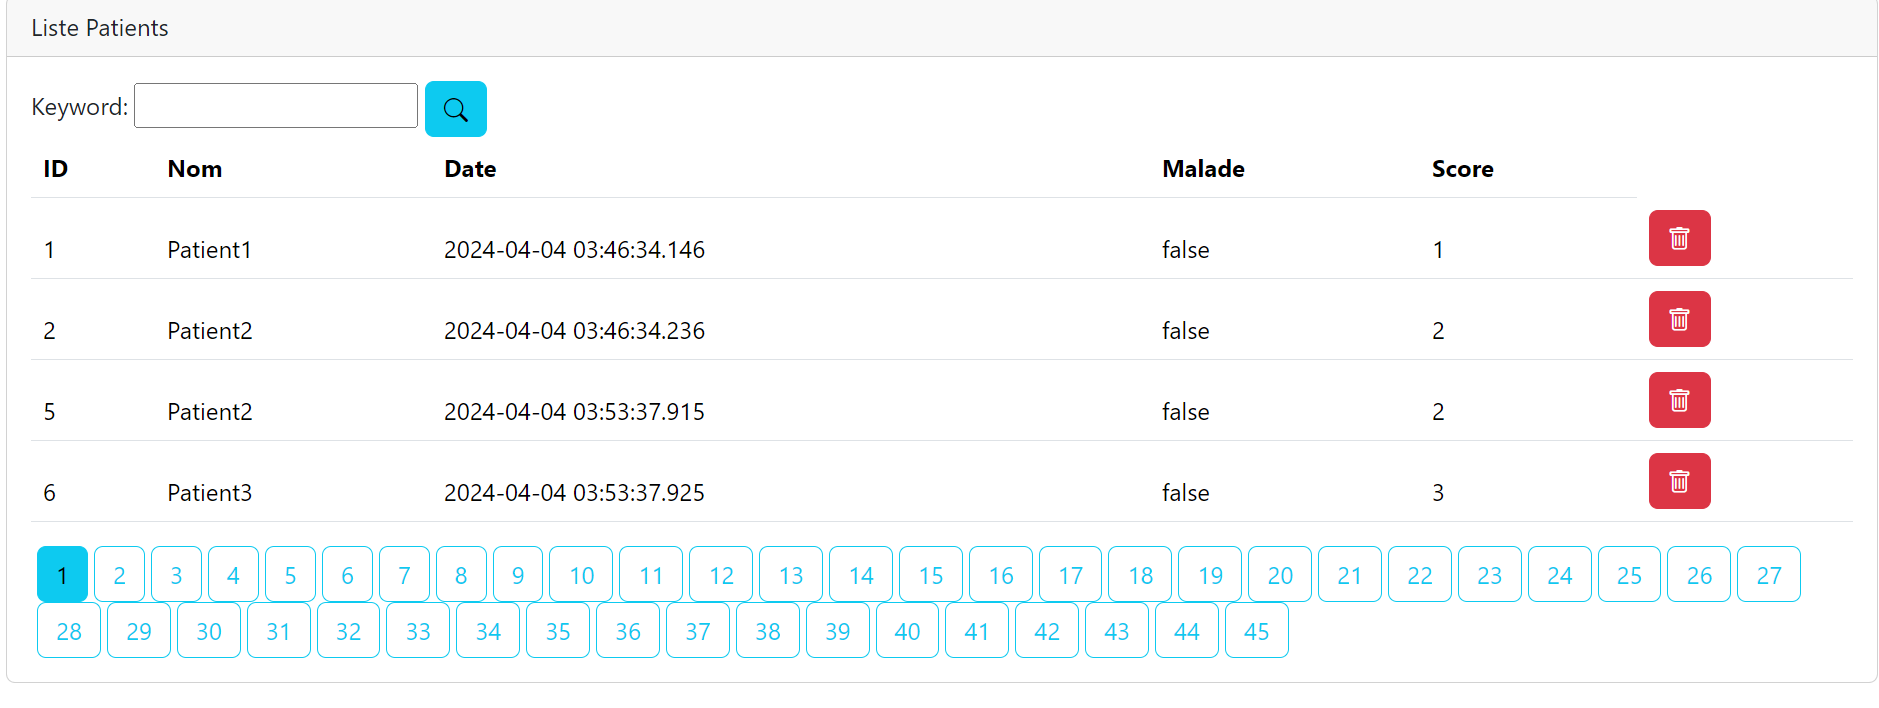 Liste Patients
Keyword:
ID Nom Date Malade Score
1 Patient1 2024-04-04 03:46:34.146 false 1
2 Patient2 2024-04-04 03:46:34.236 false 2
5 Patient2 2024-04-04 03:53:37.915 false 2
6 Patient3 2024-04-04 03:53:37.925 false 3
1 2 3 4 5 6 7 8 9 10 11 12 13 14 15 16 17 18 19 20 21 22 23 24 25 26 27
28 29 30 31 32 33 34 35 36 37 38 39 40 41 42 43 44 45